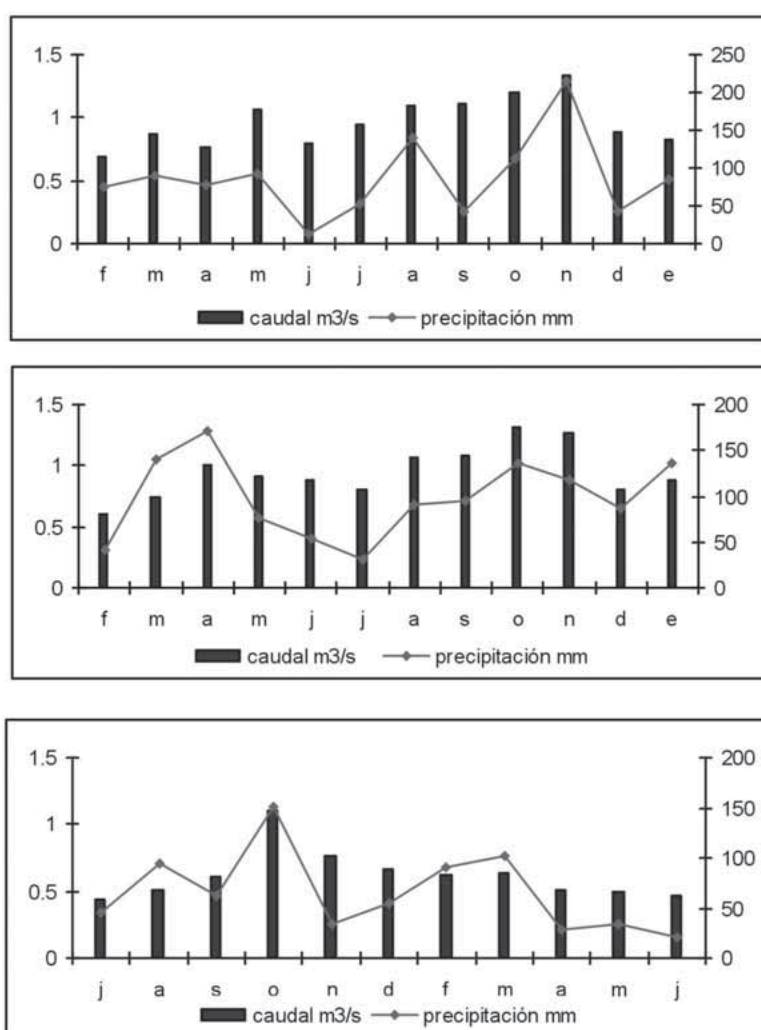 1.5 250
200
1 150
0.5 100
50
0 0
f m a m j j a s o n d e
caudal m3/s precipitación mm
1.5 200
1 150
100
0.5 50
0 0
f m a m j j a s o n d e
caudal m3/s precipitación mm
1.5 200
1 150
100
0.5 50
0 0
j a s o n d f m a m j
caudal m3/s precipitación mm